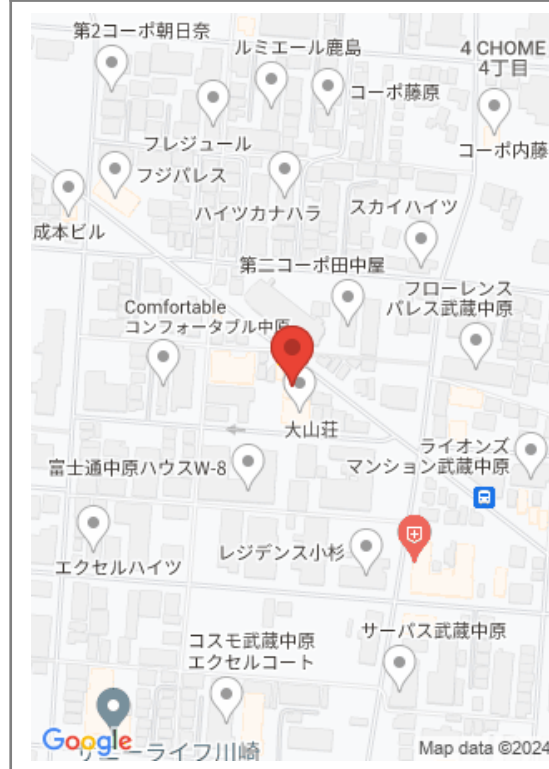 第2コーポ朝日奈
ルミエール鹿島
4 CHOME
4丁目
コーポ藤原
フレジュール
コーポ内藤
フジパレス
ハイツカナハラ
スカイハイツ
成本ビル
第二コーポ田中屋
フローレンス
パレス武蔵中原
Comfortable
コンフォータブル中原
大山荘
ライオンズ
マンション武蔵中原
富士通中原ハウスW-8
レジデンス小杉
エクセルハイツ
サーパス武蔵中原
コスモ武蔵中原
エクセルコート
Google
ーライフ川崎
Map data ©2024